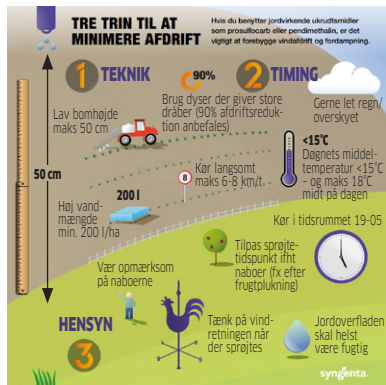 TRE TRIN TIL AT
MINIMERE AFDRIFT
Hvis du benytter jordvirkende ukrudtsmidler
som prosulfocarb eller pendimethalin, er det
vigtigt at forebygge vindafdrift og fordampning.
1 TEKNIK
90%
Lav bomhøjde
maks 50 cm
Brug dyser der giver store
dråber (90% afdriftsreduk-
tion anbefales)
50 cm
Kør langsomt
maks 6-8 km/t
8
200 l
Høj vand-
mængde
min. 200 l/ha
2 TIMING
Gerne let regn/
overskyet
<15°C
Døgnets middel-
temperatur <15°C
- og maks 18°C
midt på dagen
Kør i tidsrummet 19-05
Tilpas sprøjte-
tidspunkt ifht
naboer (fx efter
frugtplukning)
Vær opmærksom
på naboerne
HENSYN
3
Tænk på vind-
retningen når
der sprøjtes
Jordoverfladen
skal helst
være fugtig
syngenta.